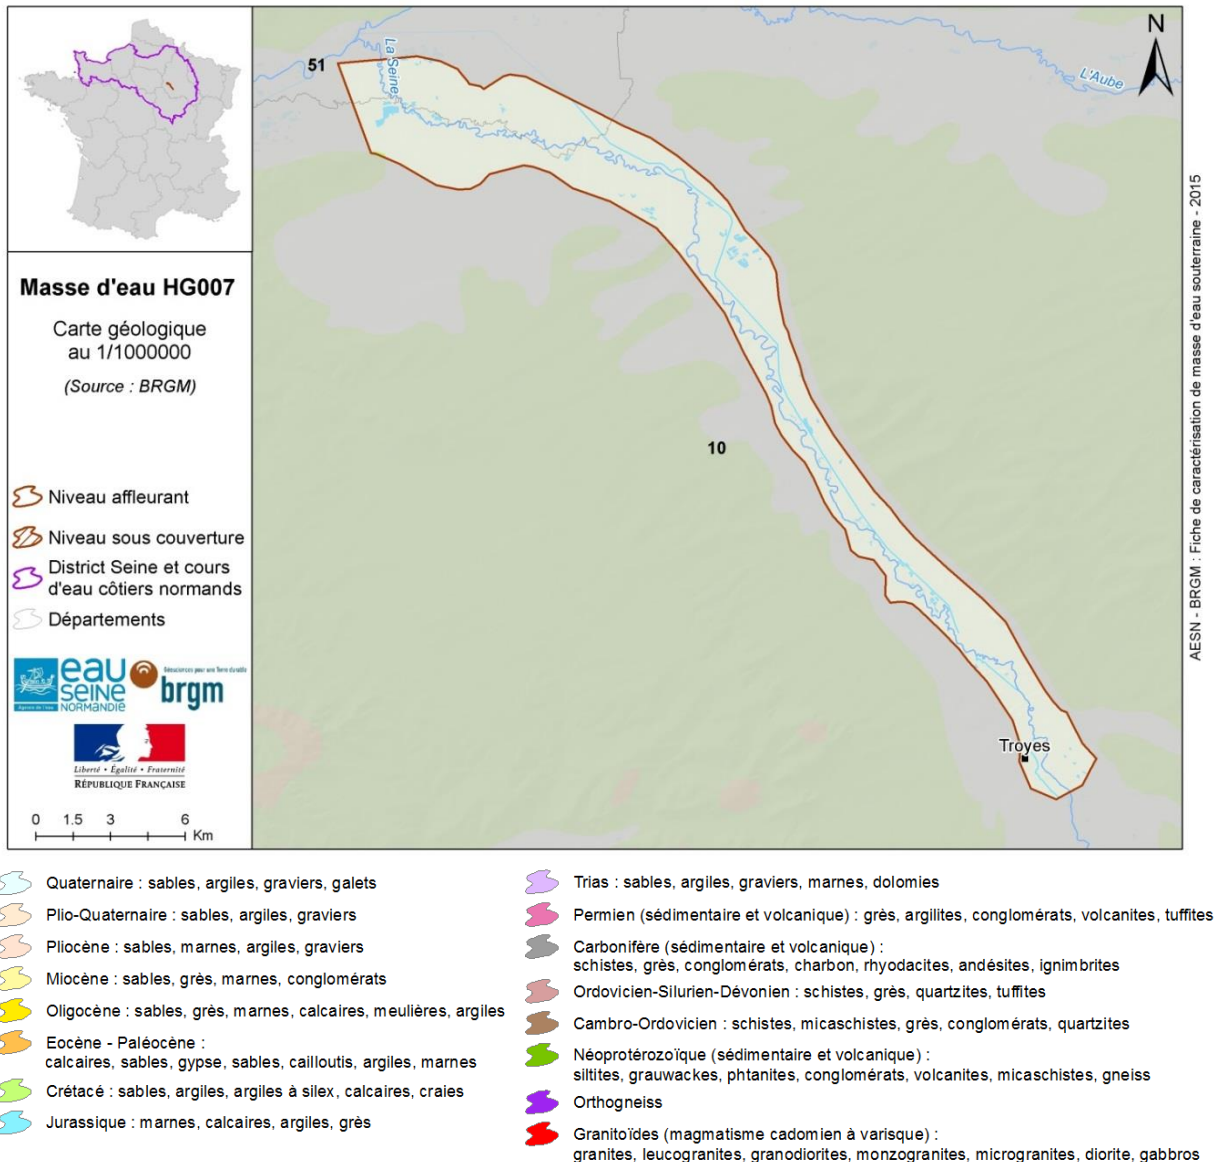 N
51
La Seine
L'Aube
Masse d'eau HG007
Carte géologique
au 1/1000000
(Source : BRGM)
10
Niveau affleurant
Niveau sous couverture
District Seine et cours
d'eau côtiers normands
Départements
eau
SEINE
NORMANDIE
Agence de l'eau
Géosciences pour une Terre durable
brgm
Liberté • Égalité • Fraternité
RÉPUBLIQUE FRANÇAISE
0 1.5 3 6
Km
Troyes
AESN - BRGM : Fiche de caractérisation de masse d'eau souterraine - 2015
Quaternaire : sables, argiles, graviers, galets
Plio-Quaternaire : sables, argiles, graviers
Pliocène : sables, marnes, argiles, graviers
Miocène : sables, grès, marnes, conglomérats
Oligocène : sables, grès, marnes, calcaires, meulières, argiles
Eocène - Paléocène :
calcaires, sables, gypse, sables, cailloutis, argiles, marnes
Crétacé : sables, argiles, argiles à silex, calcaires, craies
Jurassique : marnes, calcaires, argiles, grès
Trias : sables, argiles, graviers, marnes, dolomies
Permien (sédimentaire et volcanique) : grès, argilites, conglomérats, volcanites, tuffites
Carbonifère (sédimentaire et volcanique) :
schistes, grès, conglomérats, charbon, rhyodacites, andésites, ignimbrites
Ordovicien-Silurien-Dévonien : schistes, grès, quartzites, tuffites
Cambro-Ordovicien : schistes, micaschistes, grès, conglomérats, quartzites
Néoprotérozoïque (sédimentaire et volcanique) :
siltites, grauwackes, phtanites, conglomérats, volcanites, micaschistes, gneiss
Orthogneiss
Granitoïdes (magmatisme cadomien à varisque) :
granites, leucogranites, granodiorites, monzogranites, microgranites, diorite, gabbros